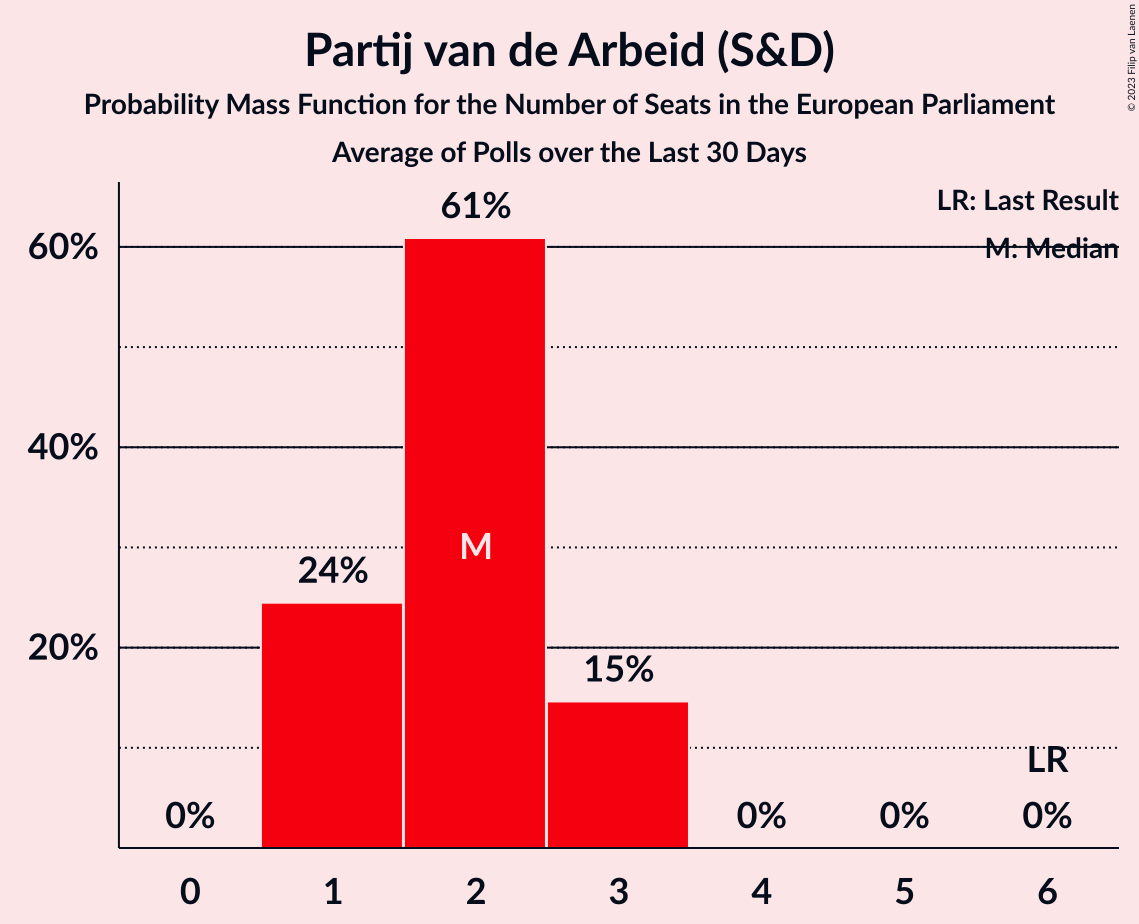 Partij van de Arbeid (S&D)
Probability Mass Function for the Number of Seats in the European Parliament
Average of Polls over the Last 30 Days
© 2023 Filip van Laenen
LR: Last Result
M: Median
60%
40%
20%
61%
24%
15%
M
LR
0%
0%
0%
0%
0
1
2
3
4
5
6